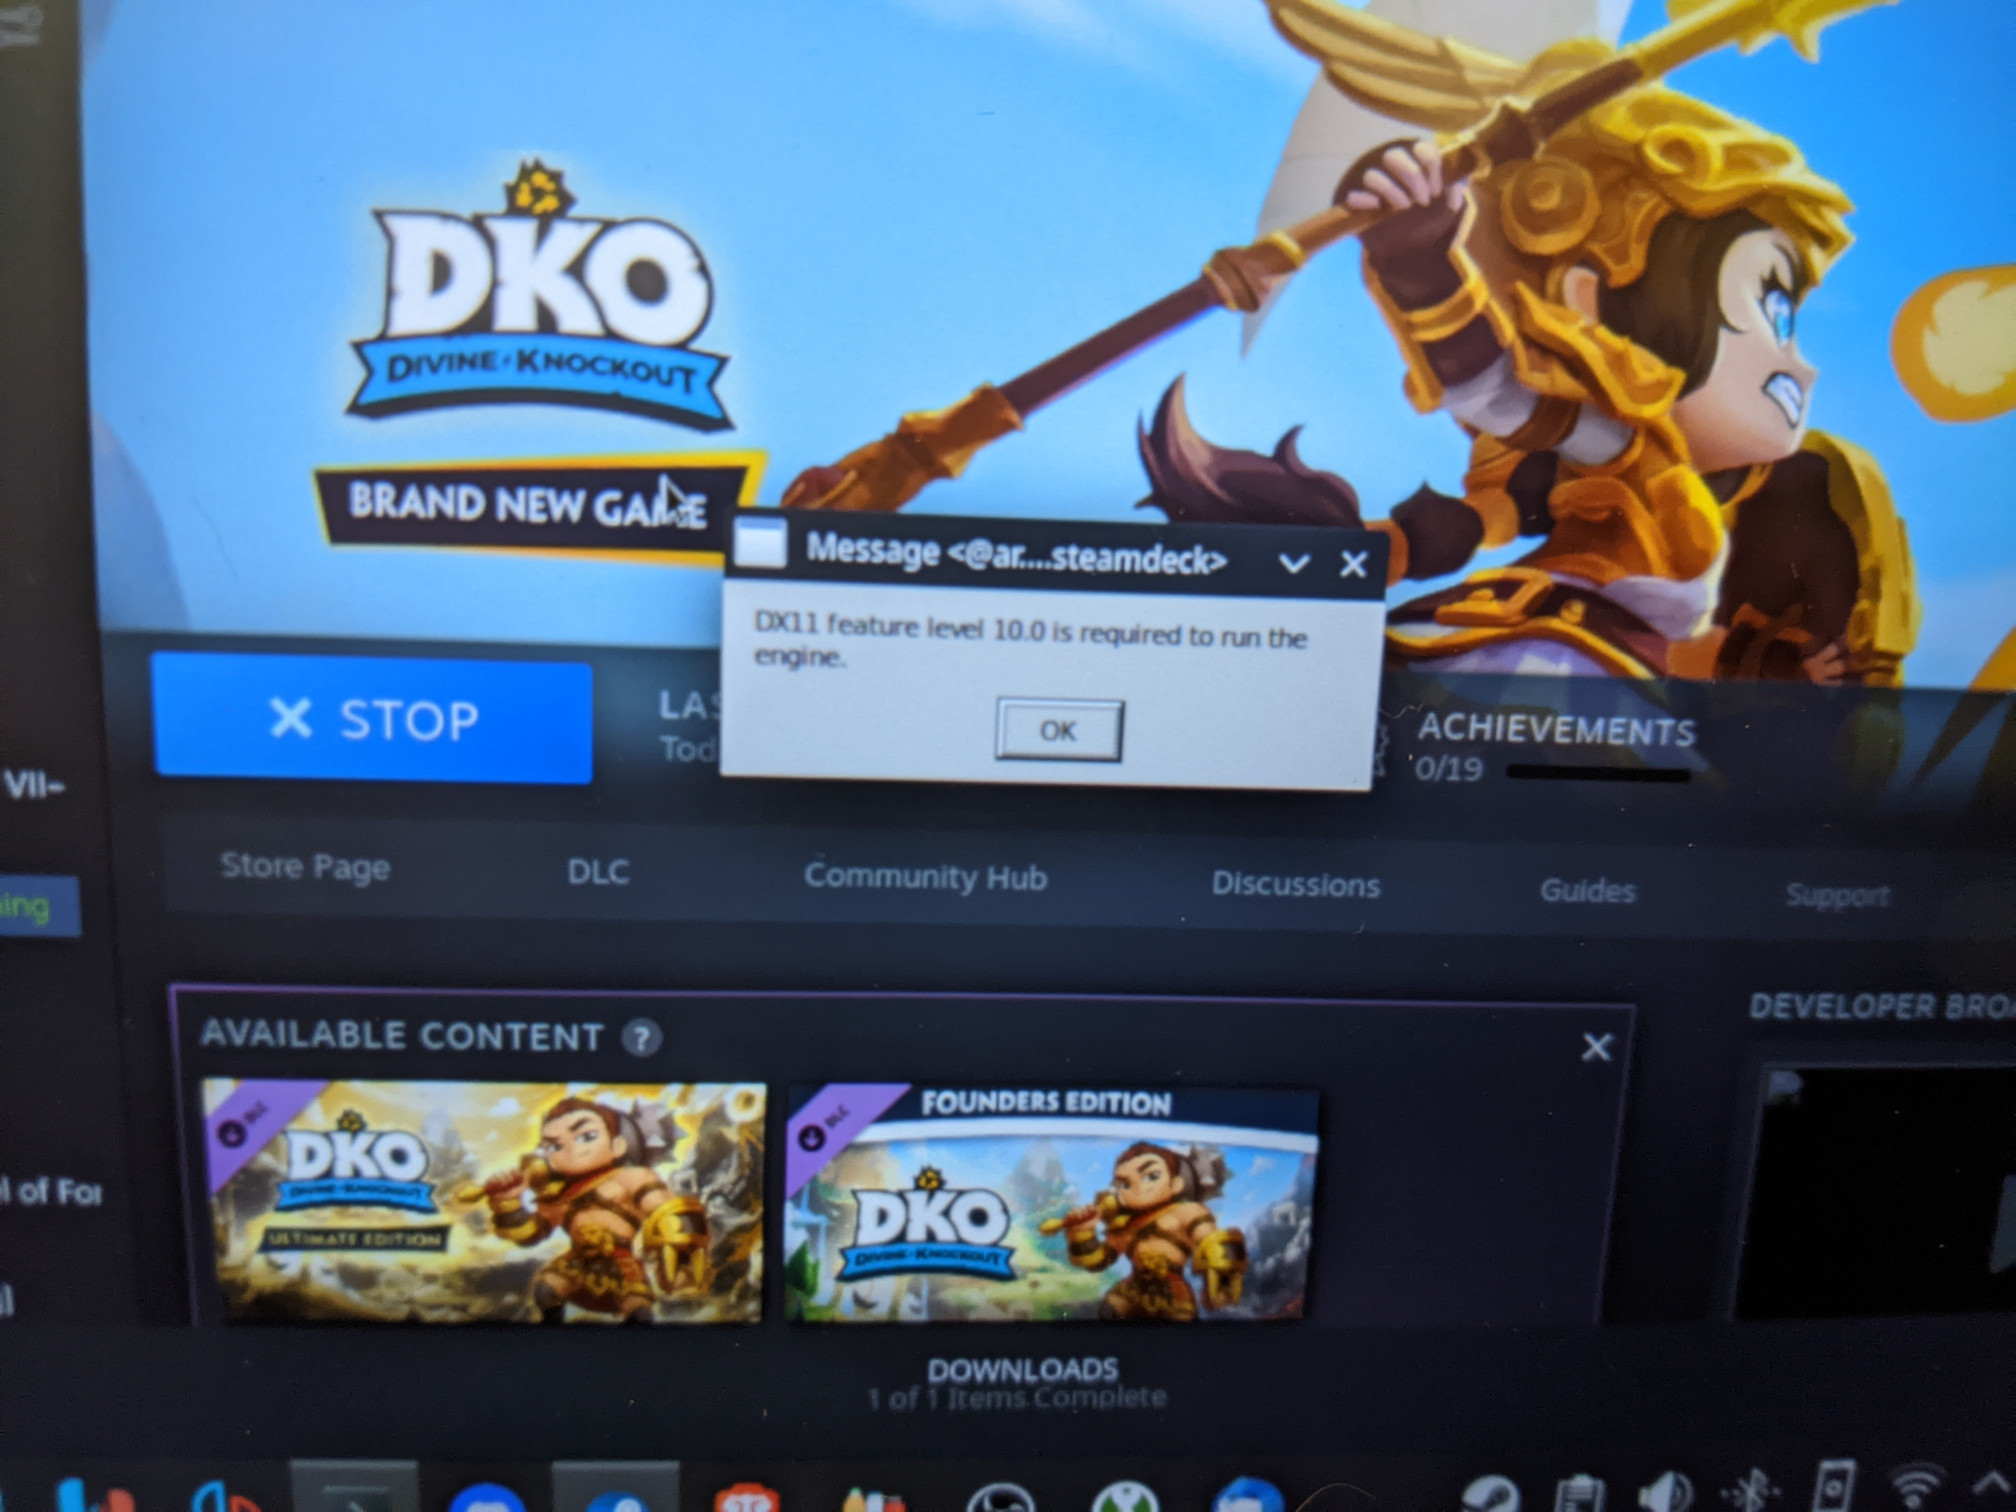 DKO
DIVINE • KNOCKOUT
BRAND NEW GAME
Message <@ar....steamdeck>
DX11 feature level 10.0 is required to run the
engine.
OK
STOP
LAS
Tod
ACHIEVEMENTS
0/19
VII–
Store Page
DLC
Community Hub
Discussions
Guides
Support
ing
AVAILABLE CONTENT ?
DEVELOPER BRO
DLC
DKO
DIVINE • KNOCKOUT
ULTIMATE EDITION
DLC
FOUNDERS EDITION
DKO
DIVINE • KNOCKOUT
l of For
DOWNLOADS
1 of 1 Items Complete